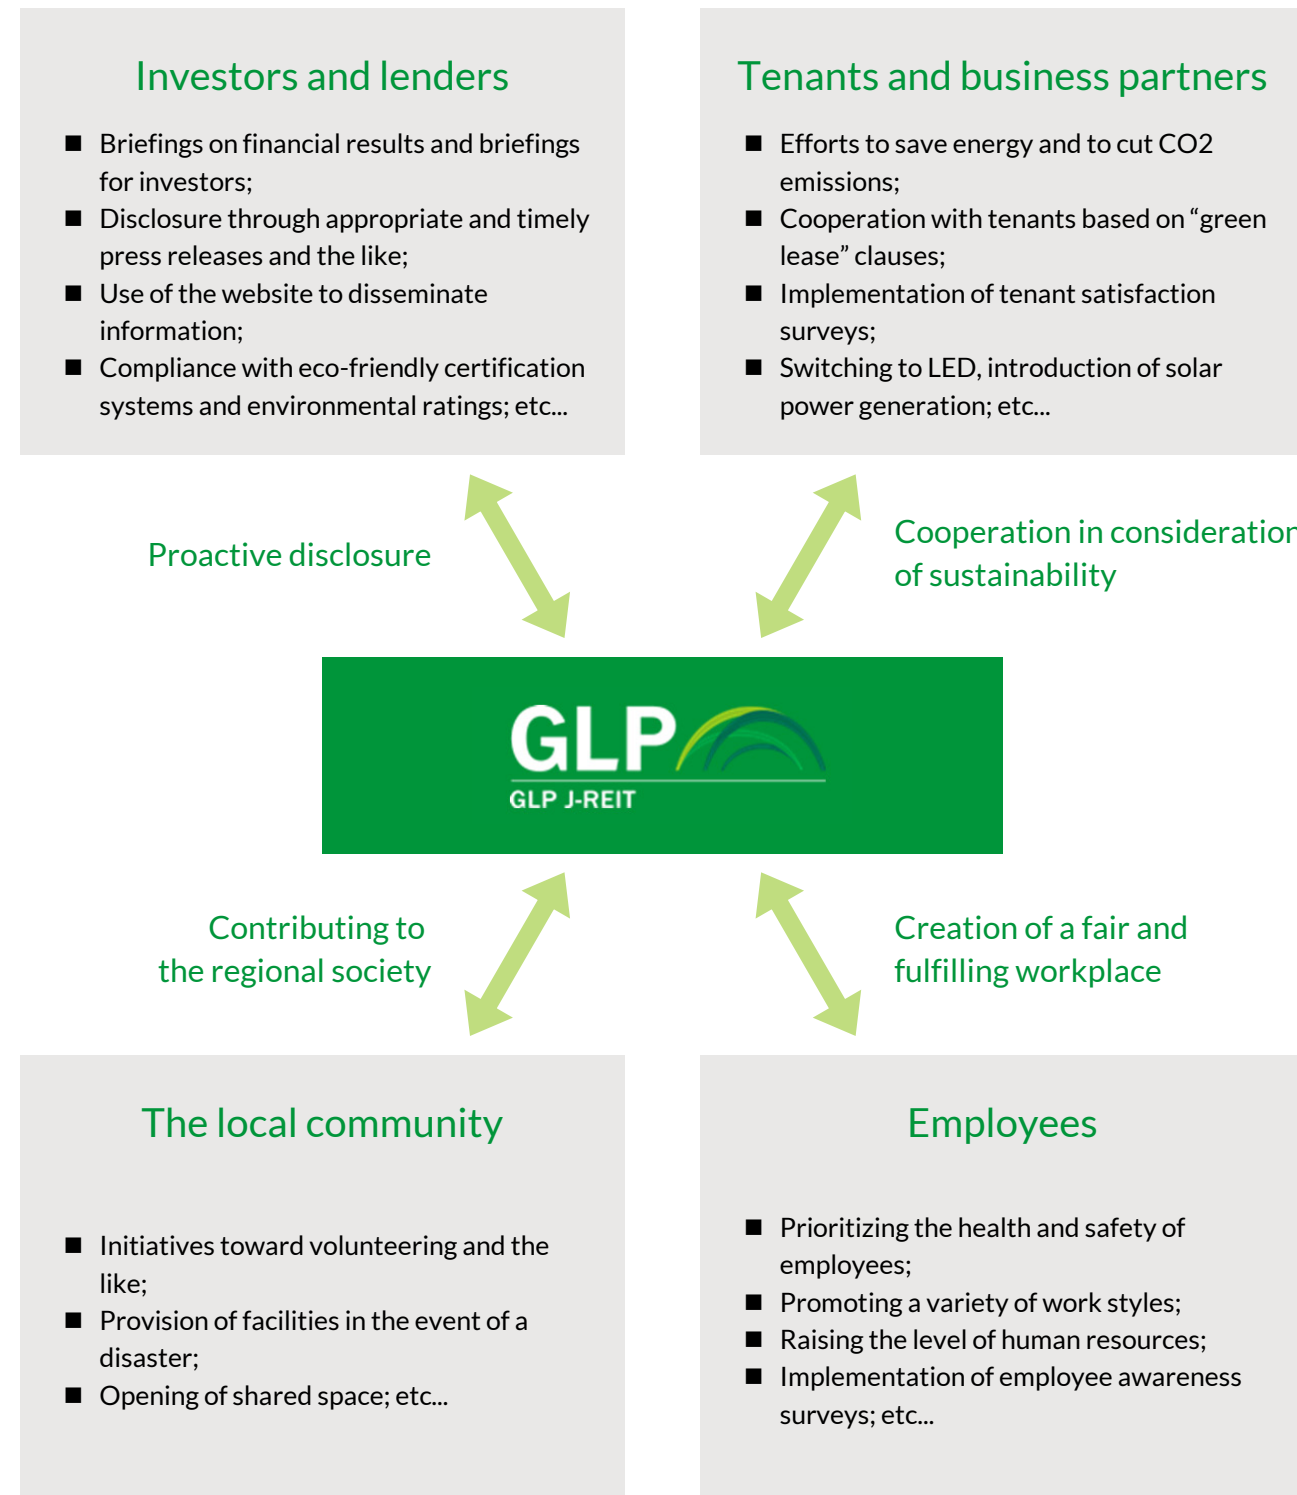 Investors and lenders
■ Briefings on financial results and briefings
for investors;
■ Disclosure through appropriate and timely
press releases and the like;
■ Use of the website to disseminate
information;
■ Compliance with eco-friendly certification
systems and environmental ratings; etc...
Tenants and business partners
■ Efforts to save energy and to cut CO2
emissions;
■ Cooperation with tenants based on “green
lease” clauses;
■ Implementation of tenant satisfaction
surveys;
■ Switching to LED, introduction of solar
power generation; etc...
Proactive disclosure
Cooperation in consideration
of sustainability
GLP
GLP J-REIT
Contributing to
the regional society
Creation of a fair and
fulfilling workplace
The local community
■ Initiatives toward volunteering and the
like;
■ Provision of facilities in the event of a
disaster;
■ Opening of shared space; etc...
Employees
■ Prioritizing the health and safety of
employees;
■ Promoting a variety of work styles;
■ Raising the level of human resources;
■ Implementation of employee awareness
surveys; etc...